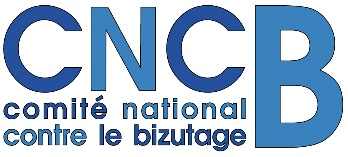 CNCB
comité national
contre le bizutage